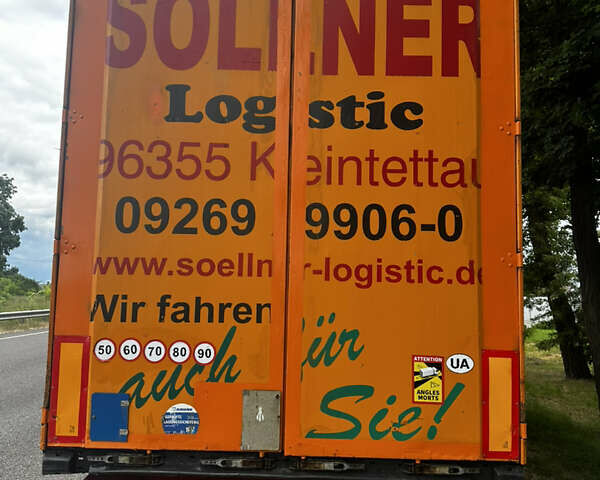 SÖLLNER
Logistic
96355 Kleintettau
09269 9906-0
www.soellner-logistic.de
Wir fahren
auch für
Sie!
50 60 70 80 90
ATTENTION
ANGLES
MORTS
UA